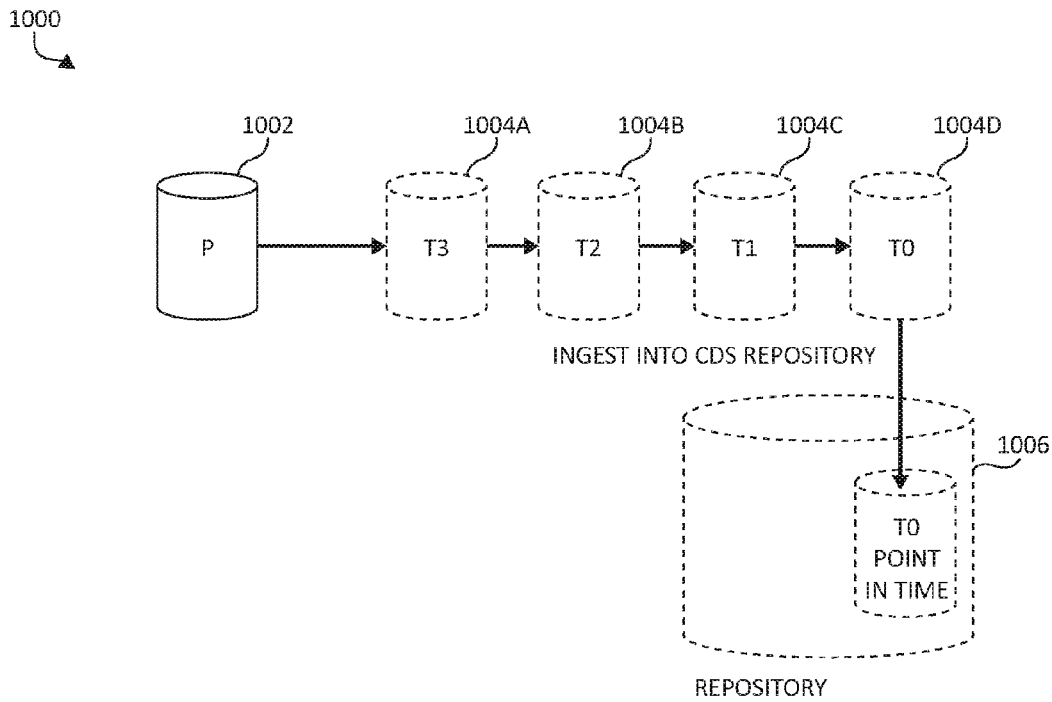 1000
1002
1004A
1004B
1004C
1004D
P
T3
T2
T1
T0
INGEST INTO CDS REPOSITORY
1006
T0
POINT
IN TIME
REPOSITORY